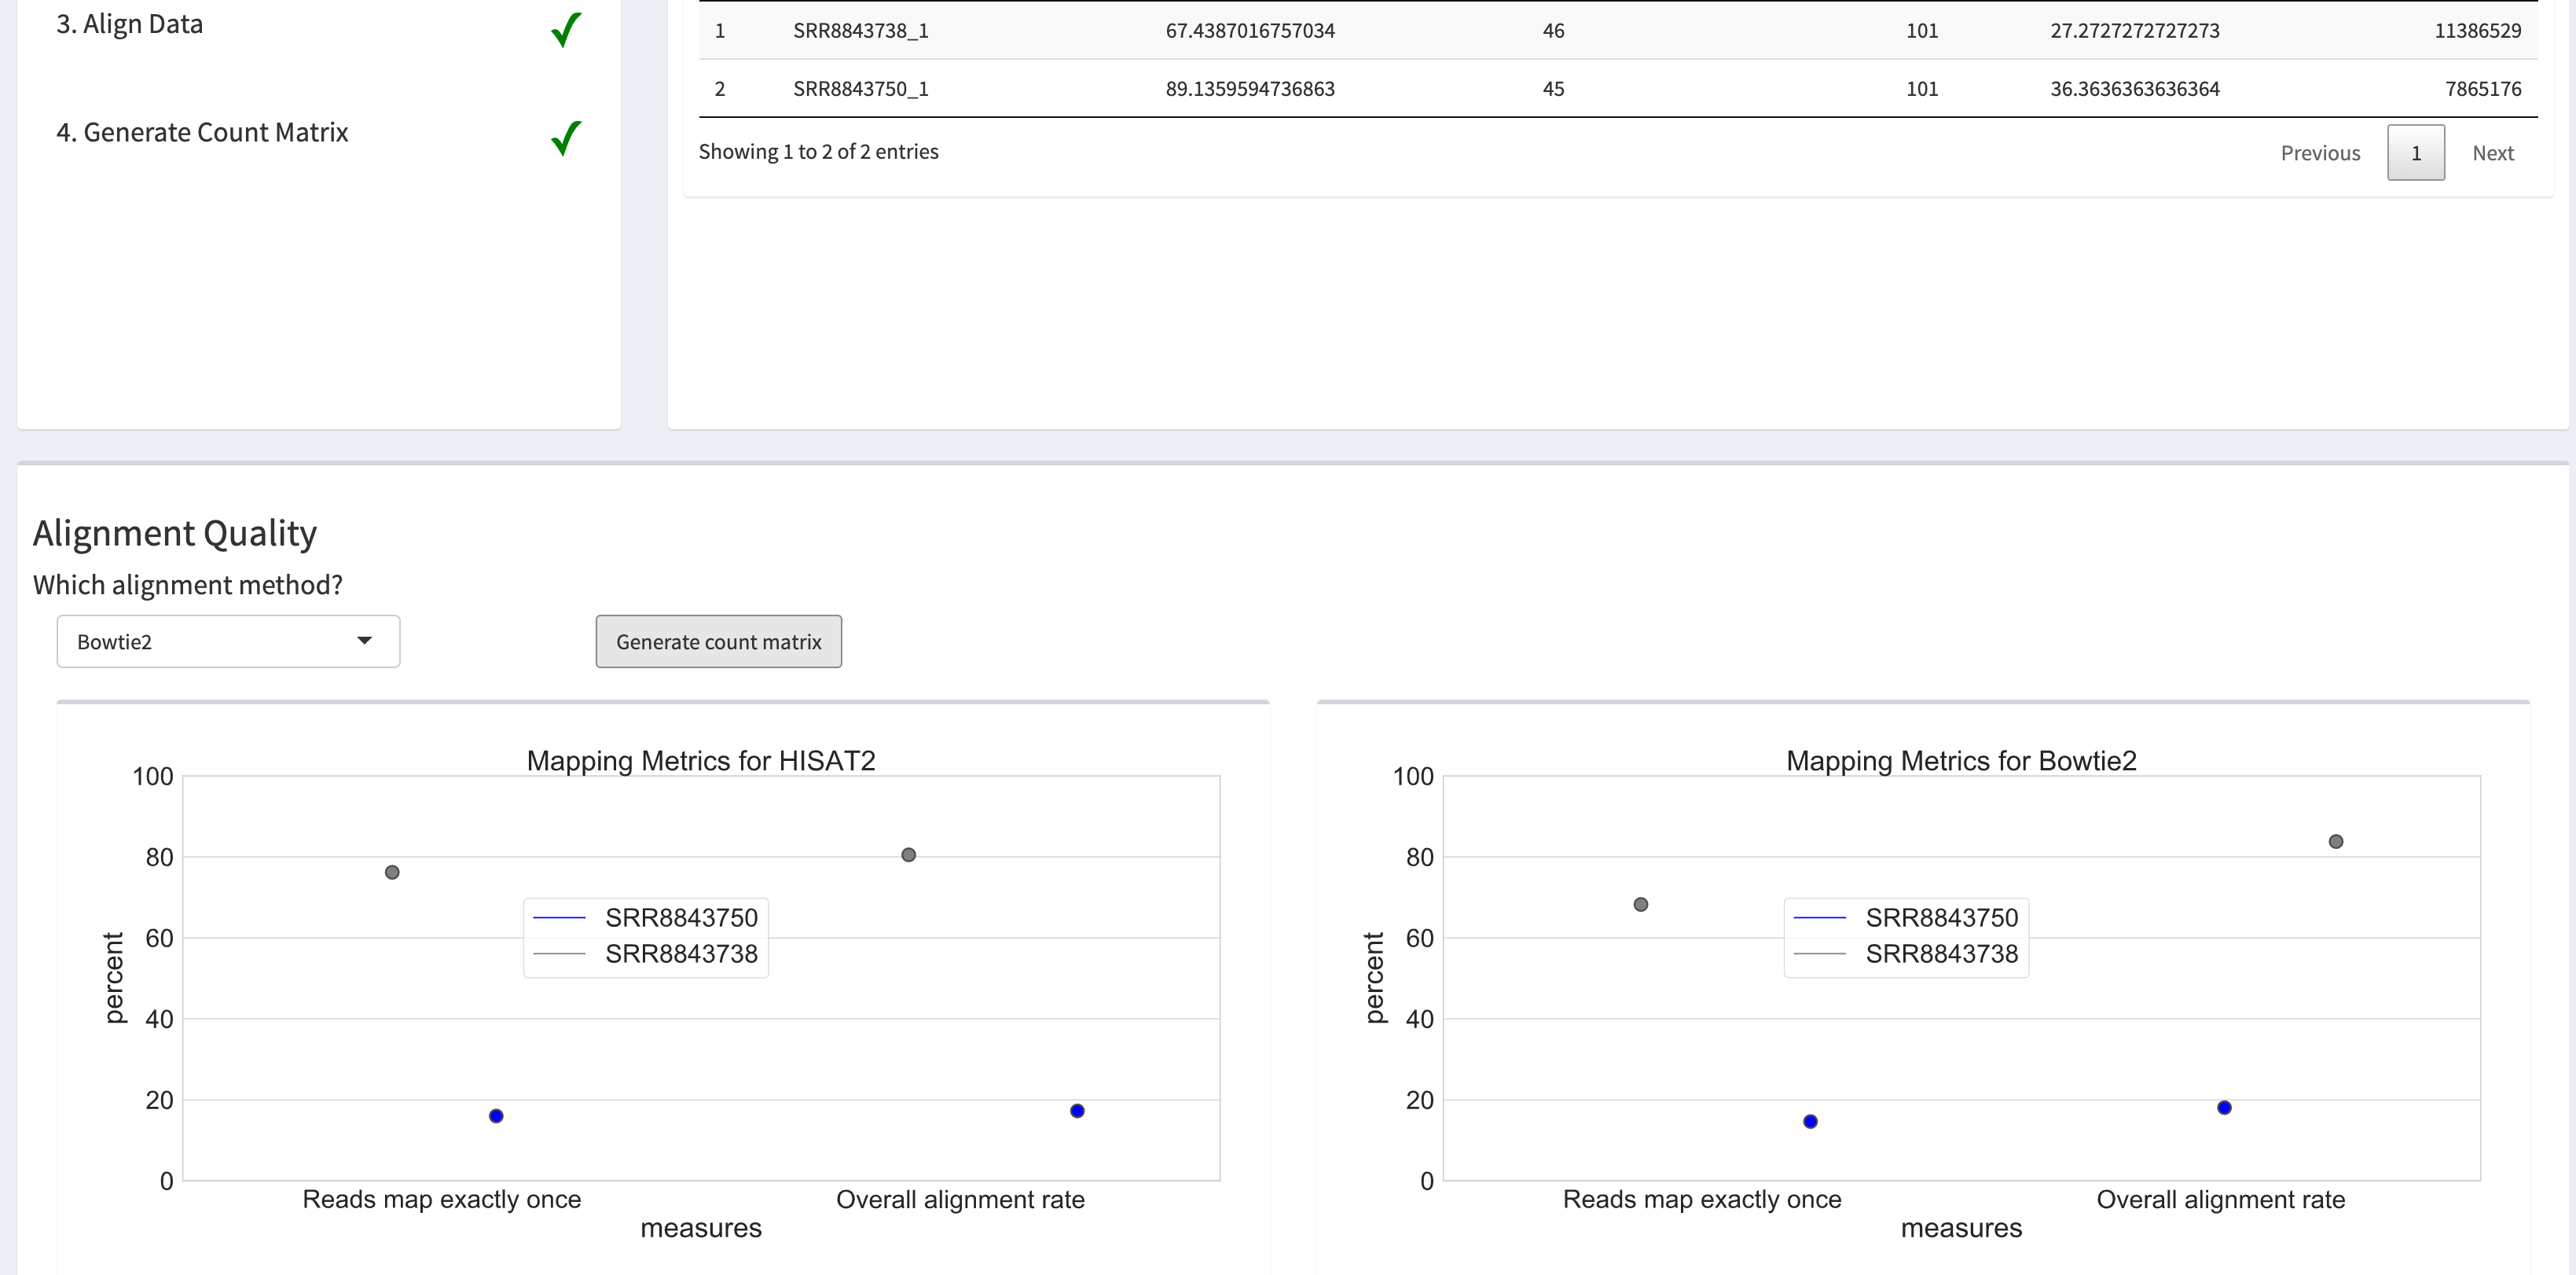 3. Align Data
4. Generate Count Matrix
1 SRR8843738_1 67.4387016757034 46 101 27.2727272727273 11386529
2 SRR8843750_1 89.1359594736863 45 101 36.3636363636364 7865176
Showing 1 to 2 of 2 entries
Previous 1 Next
Alignment Quality
Which alignment method?
Bowtie2
Generate count matrix
Mapping Metrics for HISAT2
100
80
60
40
20
0
percent
SRR8843750
SRR8843738
Reads map exactly once
Overall alignment rate
measures
Mapping Metrics for Bowtie2
100
80
60
40
20
0
percent
SRR8843750
SRR8843738
Reads map exactly once
Overall alignment rate
measures